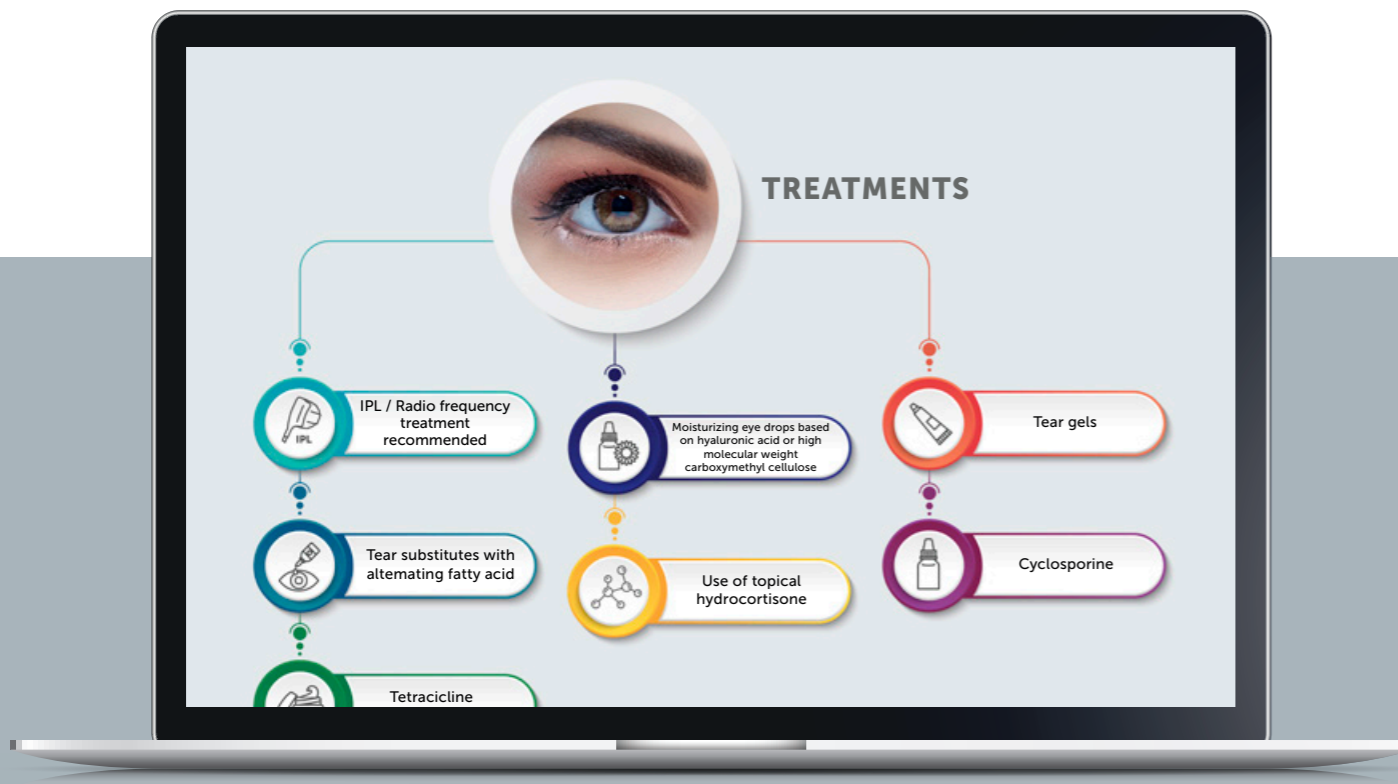 TREATMENTS
IPL / Radio frequency
treatment
recommended
IPL
Tear substitutes with
altemating fatty acid
Tetracicline
Moisturizing eye drops based
on hyaluronic acid or high
molecular weight
carboxymethyl cellulose
Use of topical
hydrocortisone
Tear gels
Cyclosporine